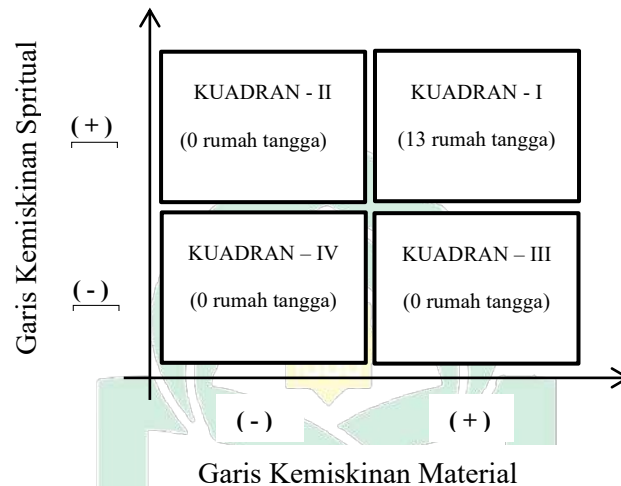 Garis Kemiskinan Spritual
( + )
( - )
KUADRAN - II
(0 rumah tangga)
KUADRAN - I
(13 rumah tangga)
KUADRAN – IV
(0 rumah tangga)
KUADRAN – III
(0 rumah tangga)
( - )
( + )
Garis Kemiskinan Material